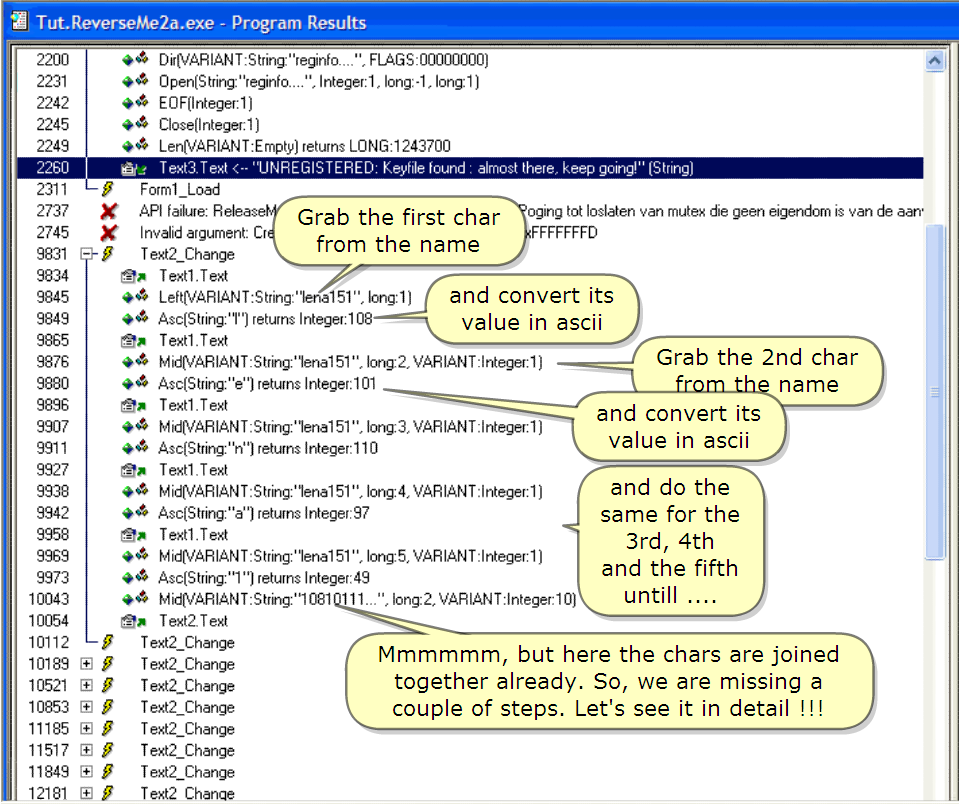 Tut.ReverseMe2a.exe - Program Results
2200 Dir(VARIANT:String:"reginfo....", FLAGS:00000000)
2231 Open(String:"reginfo....", Integer:1, long:-1, long:1)
2242 EOF(Integer:1)
2245 Close(Integer:1)
2249 Len(VARIANT:Empty) returns LONG:1243700
2260 Text3.Text <-- "UNREGISTERED: Keyfile found : almost there, keep going!" (String)
2311 Form1_Load
2737 API failure: ReleaseM Poging tot loslaten van mutex die geen eigendom is van de aan
2745 Invalid argument: Cre xFFFFFFFD
Grab the first char
from the name
9831 Text2_Change
9834 Text1.Text
9845 Left(VARIANT:String:"lena151", long:1)
9849 Asc(String:"l") returns Integer:108
and convert its
value in ascii
9865 Text1.Text
9876 Mid(VARIANT:String:"lena151", long:2, VARIANT:Integer:1)
Grab the 2nd char
from the name
9880 Asc(String:"e") returns Integer:101
and convert its
value in ascii
9896 Text1.Text
9907 Mid(VARIANT:String:"lena151", long:3, VARIANT:Integer:1)
9911 Asc(String:"n") returns Integer:110
9927 Text1.Text
9938 Mid(VARIANT:String:"lena151", long:4, VARIANT:Integer:1)
9942 Asc(String:"a") returns Integer:97
9958 Text1.Text
9969 Mid(VARIANT:String:"lena151", long:5, VARIANT:Integer:1)
9973 Asc(String:"1") returns Integer:49
and do the
same for the
3rd, 4th
and the fifth
untill ....
10043 Mid(VARIANT:String:"10810111...", long:2, VARIANT:Integer:10)
10054 Text2.Text
Mmmmmm, but here the chars are joined
together already. So, we are missing a
couple of steps. Let's see it in detail !!!
10112 Text2_Change
10189 Text2_Change
10521 Text2_Change
10853 Text2_Change
11185 Text2_Change
11517 Text2_Change
11849 Text2_Change
12181 Text2_Change